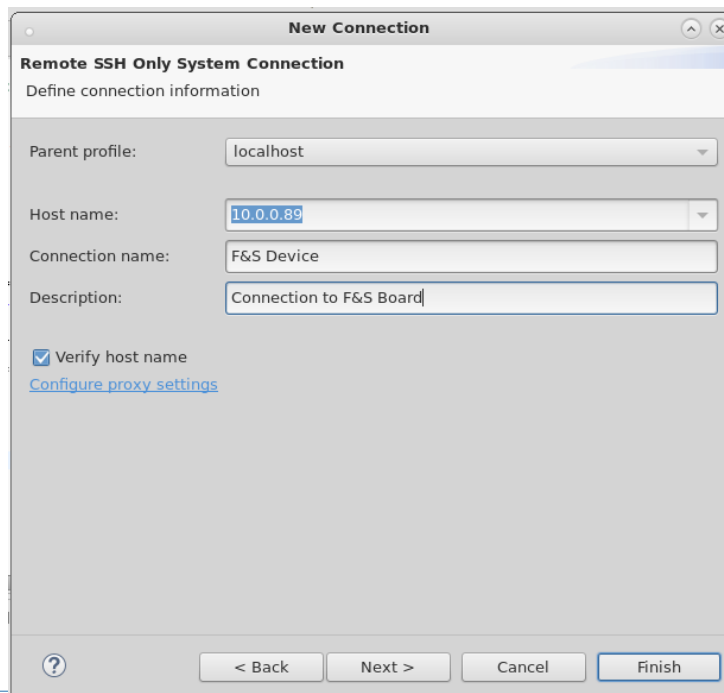 New Connection
Remote SSH Only System Connection
Define connection information
Parent profile: localhost
Host name: 10.0.0.89
Connection name: F&S Device
Description: Connection to F&S Board
Verify host name
Configure proxy settings
? < Back Next > Cancel Finish